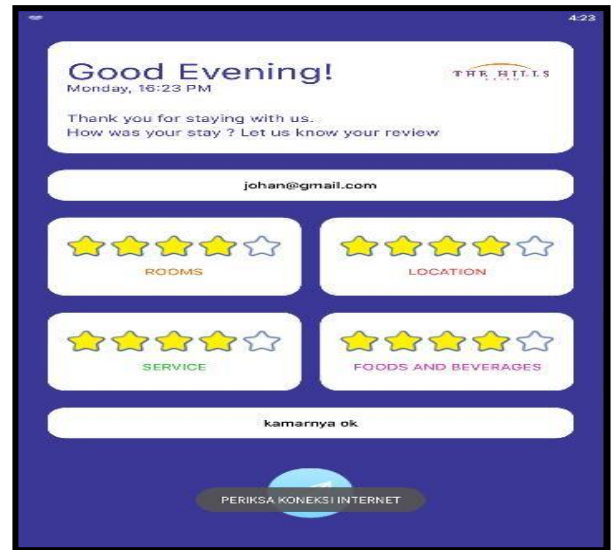 4:23
Good Evening!
THE HILLS
Monday, 16:23 PM
Thank you for staying with us.
How was your stay ? Let us know your review
johan@gmail.com
ROOMS
LOCATION
SERVICE
FOODS AND BEVERAGES
kamarnya ok
PERIKSA KONEKSI INTERNET